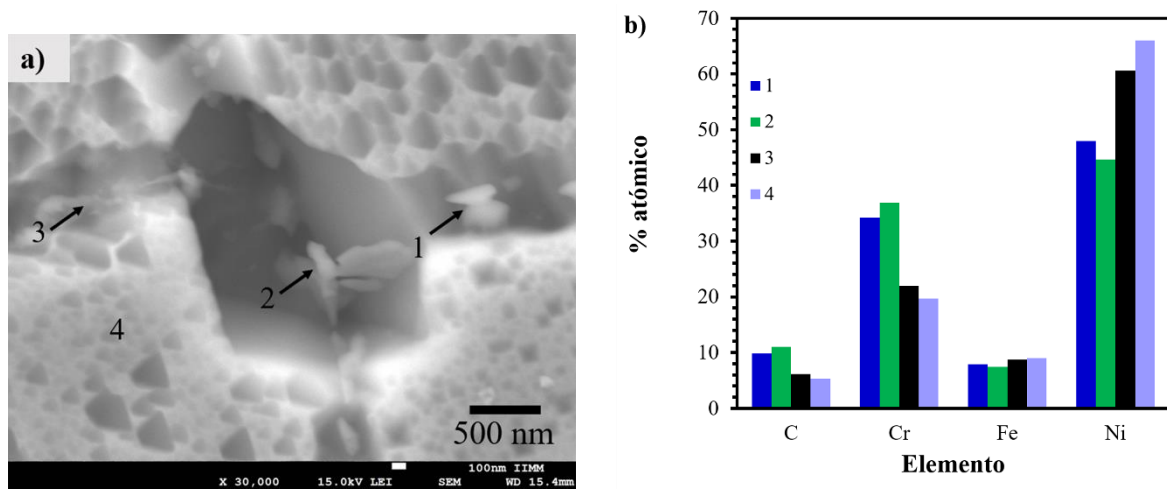 a)
3
1
2
4
500 nm
100nm IIMM
X 30,000 15.0kV LEI SEM WD 15.4mm
b)
70
60
50
40
30
20
10
0
% atómico
1
2
3
4
C Cr Fe Ni
Elemento